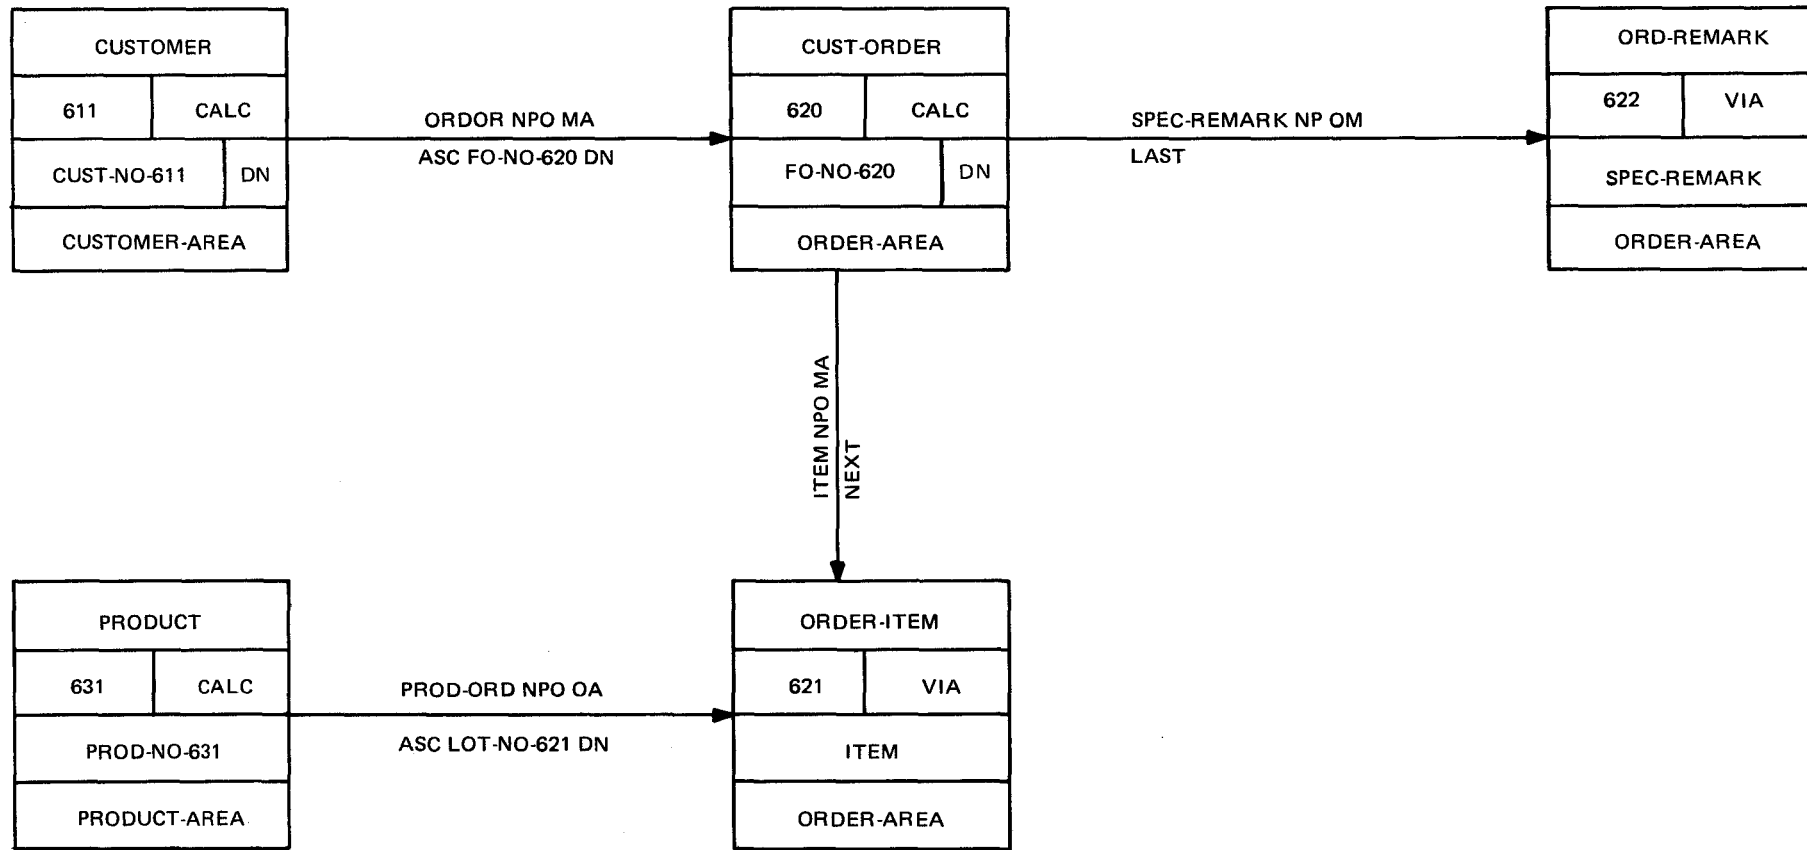 CUSTOMER
611 CALC
CUST-NO-611 DN
CUSTOMER-AREA
ORDOR NPO MA
ASC FO-NO-620 DN
CUST-ORDER
620 CALC
FO-NO-620 DN
ORDER-AREA
SPEC-REMARK NP OM
LAST
ORD-REMARK
622 VIA
SPEC-REMARK
ORDER-AREA
ITEM NPO MA
NEXT
PRODUCT
631 CALC
PROD-NO-631
PRODUCT-AREA
PROD-ORD NPO OA
ASC LOT-NO-621 DN
ORDER-ITEM
621 VIA
ITEM
ORDER-AREA